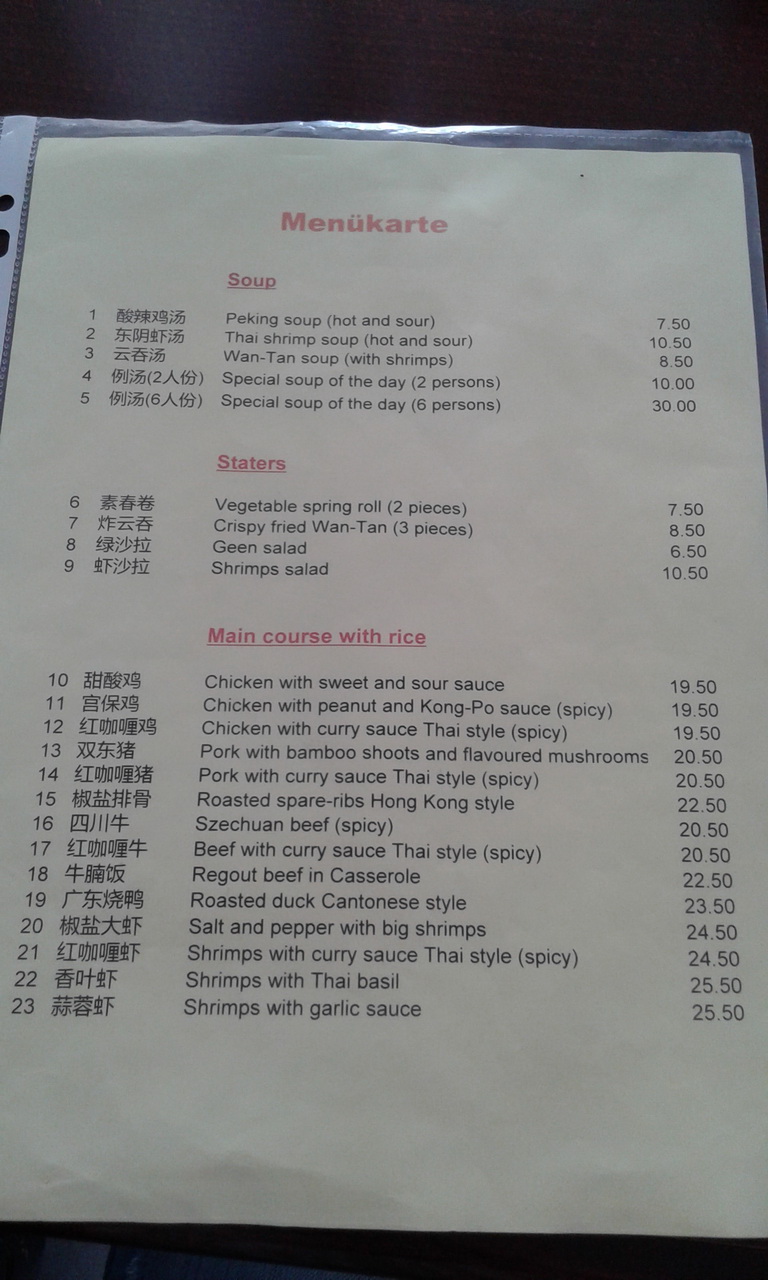 Menükarte
Soup
1 酸辣鸡汤 Peking soup (hot and sour) 7.50
2 东阴虾汤 Thai shrimp soup (hot and sour) 10.50
3 云吞汤 Wan-Tan soup (with shrimps) 8.50
4 例汤(2人份) Special soup of the day (2 persons) 10.00
5 例汤(6人份) Special soup of the day (6 persons) 30.00
Staters
6 素春卷 Vegetable spring roll (2 pieces) 7.50
7 炸云吞 Crispy fried Wan-Tan (3 pieces) 8.50
8 绿沙拉 Geen salad 6.50
9 虾沙拉 Shrimps salad 10.50
Main course with rice
10 甜酸鸡 Chicken with sweet and sour sauce 19.50
11 宫保鸡 Chicken with peanut and Kong-Po sauce (spicy) 19.50
12 红咖喱鸡 Chicken with curry sauce Thai style (spicy) 19.50
13 双东猪 Pork with bamboo shoots and flavoured mushrooms 20.50
14 红咖喱猪 Pork with curry sauce Thai style (spicy) 20.50
15 椒盐排骨 Roasted spare-ribs Hong Kong style 22.50
16 四川牛 Szechuan beef (spicy) 20.50
17 红咖喱牛 Beef with curry sauce Thai style (spicy) 20.50
18 牛腩饭 Regout beef in Casserole 22.50
19 广东烧鸭 Roasted duck Cantonese style 23.50
20 椒盐大虾 Salt and pepper with big shrimps 24.50
21 红咖喱虾 Shrimps with curry sauce Thai style (spicy) 24.50
22 香叶虾 Shrimps with Thai basil 25.50
23 蒜蓉虾 Shrimps with garlic sauce 25.50